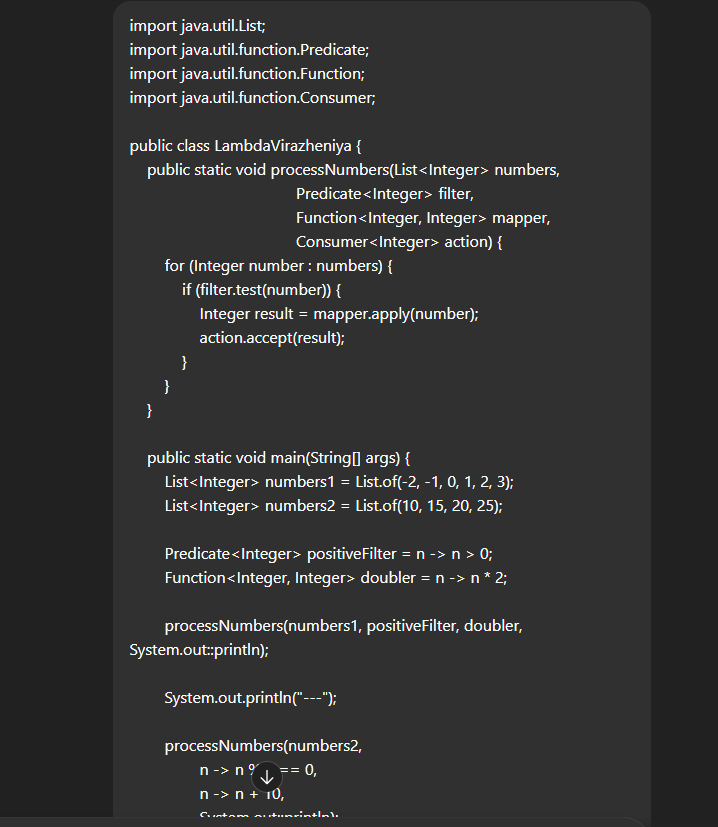 import java.util.List;
import java.util.function.Predicate;
import java.util.function.Function;
import java.util.function.Consumer;
public class LambdaVirazheniya {
public static void processNumbers(List<Integer> numbers,
Predicate<Integer> filter,
Function<Integer, Integer> mapper,
Consumer<Integer> action) {
for (Integer number : numbers) {
if (filter.test(number)) {
Integer result = mapper.apply(number);
action.accept(result);
}
}
}
public static void main(String[] args) {
List<Integer> numbers1 = List.of(-2, -1, 0, 1, 2, 3);
List<Integer> numbers2 = List.of(10, 15, 20, 25);
Predicate<Integer> positiveFilter = n -> n > 0;
Function<Integer, Integer> doubler = n -> n * 2;
processNumbers(numbers1, positiveFilter, doubler,
System.out::println);
System.out.println("---");
processNumbers(numbers2,
n -> n == 0,
n -> n + 10,
System.out::println);